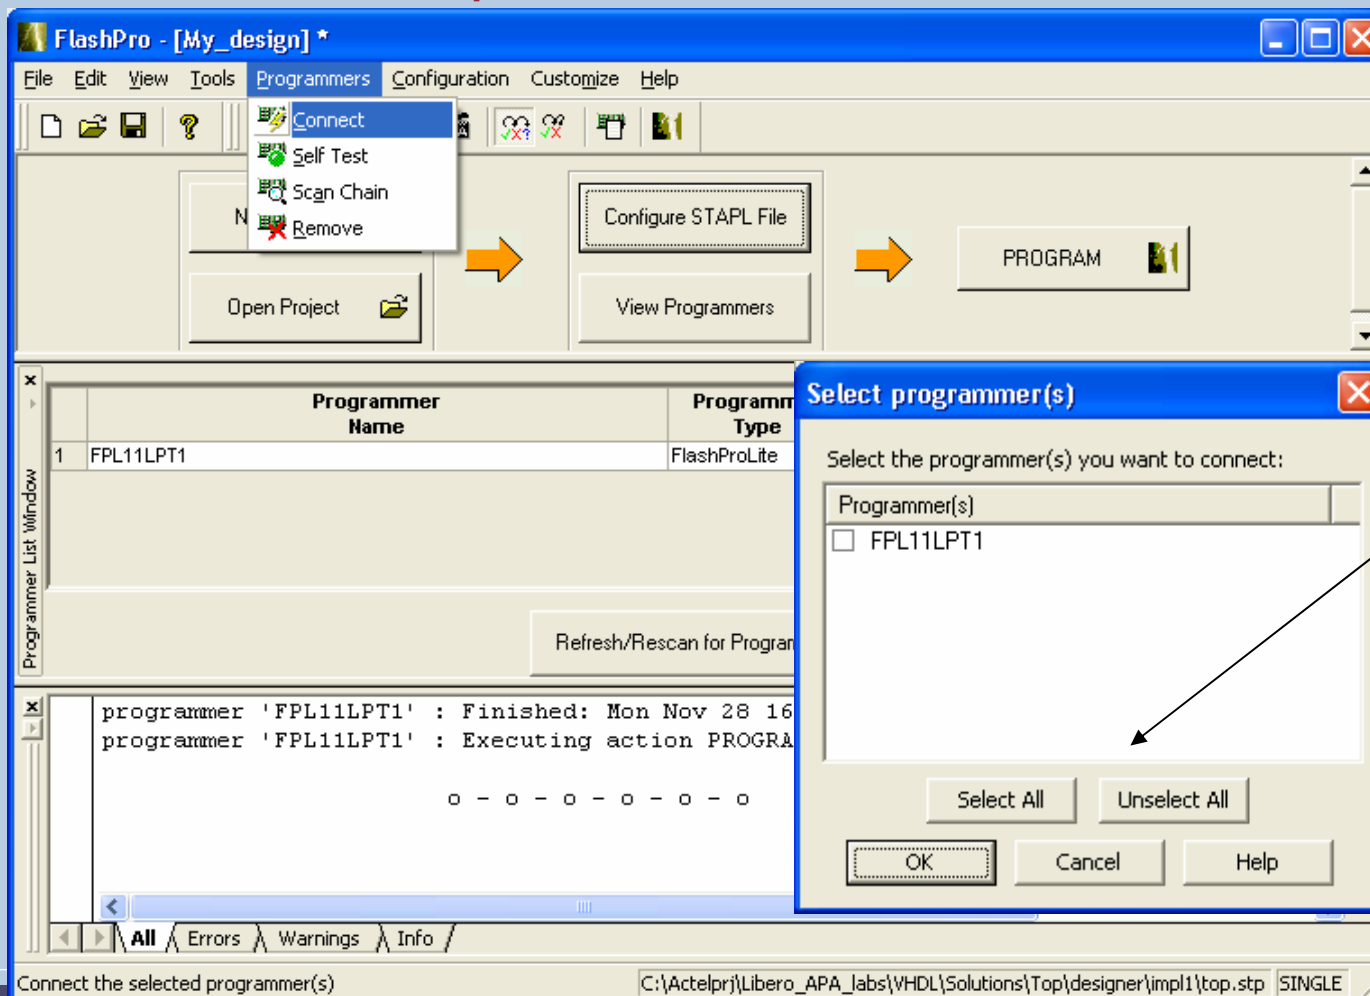 FlashPro - [My_design] *
File Edit View Tools Programmers Configuration Customize Help
Connect
Self Test
Scan Chain
Remove
N
Configure STAPL File
PROGRAM
Open Project
View Programmers
Programmer List Window
Programmer Name
Programm
Type
1 FPL11LPT1 FlashProLite
Refresh/Rescan for Program
Select programmer(s)
Select the programmer(s) you want to connect:
Programmer(s)
FPL11LPT1
Select All Unselect All
OK Cancel Help
programmer 'FPL11LPT1' : Finished: Mon Nov 28 16
programmer 'FPL11LPT1' : Executing action PROGRA
o - o - o - o - o - o
All Errors Warnings Info
Connect the selected programmer(s)
C:\Actelprj\Libero_APA_labs\VHDL\Solutions\Top\designer\impl1\top.stp SINGLE